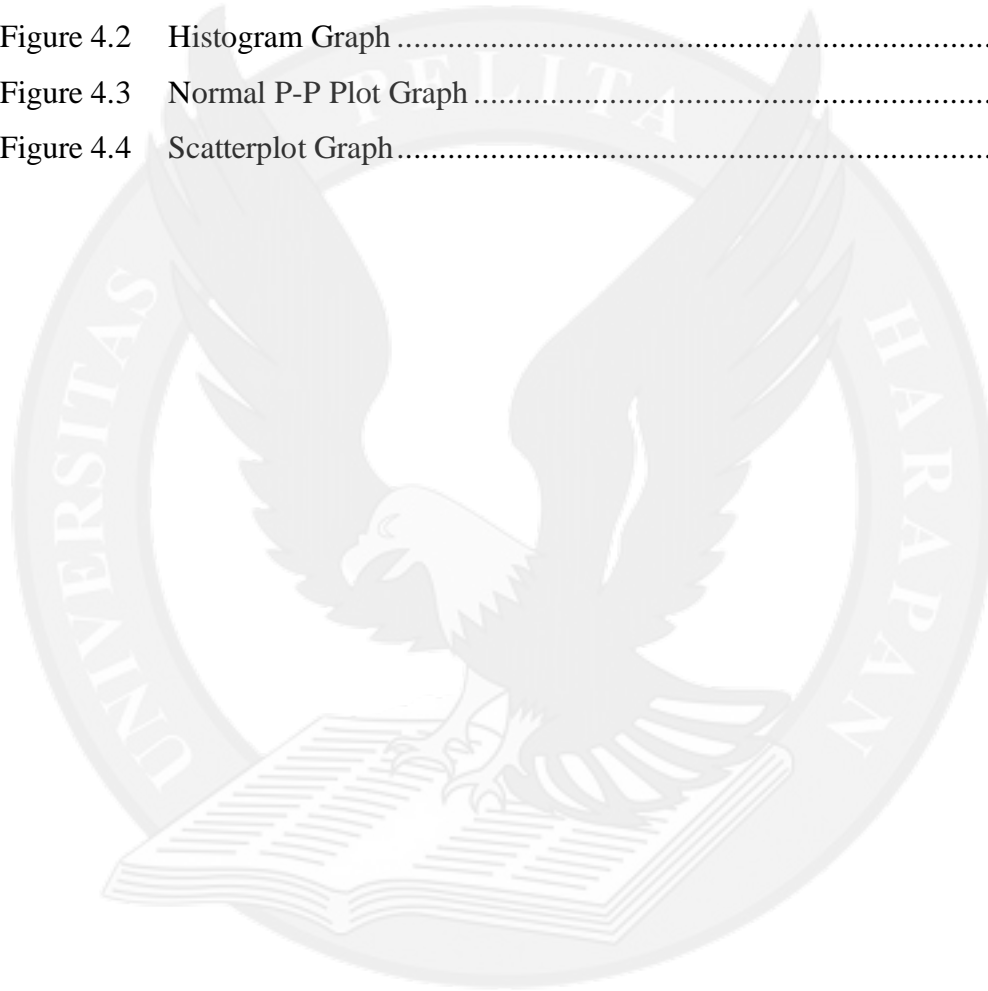 Figure 4.2 Histogram Graph ........................................................................
Figure 4.3 Normal P-P Plot Graph ...............................................................
Figure 4.4 Scatterplot Graph ........................................................................
UNIVERSITAS PELITA HARAPAN